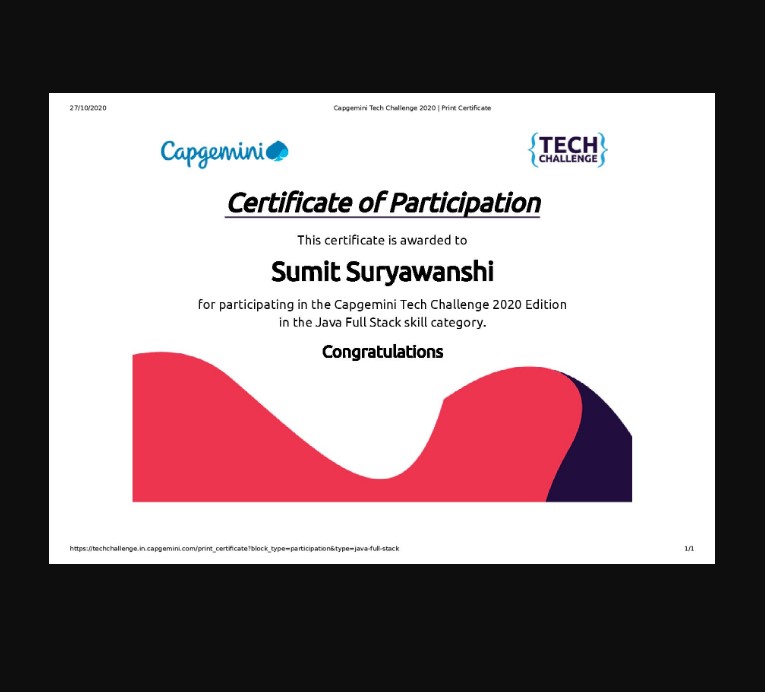 27/10/2020 Capgemini Tech Challenge 2020 | Print Certificate
Capgemini {TECH CHALLENGE}
Certificate of Participation
This certificate is awarded to
Sumit Suryawanshi
for participating in the Capgemini Tech Challenge 2020 Edition
in the Java Full Stack skill category.
Congratulations
https://techchallenge.in.capgemini.com/print_certificate?block_type=participation&type=java-full-stack 1/1